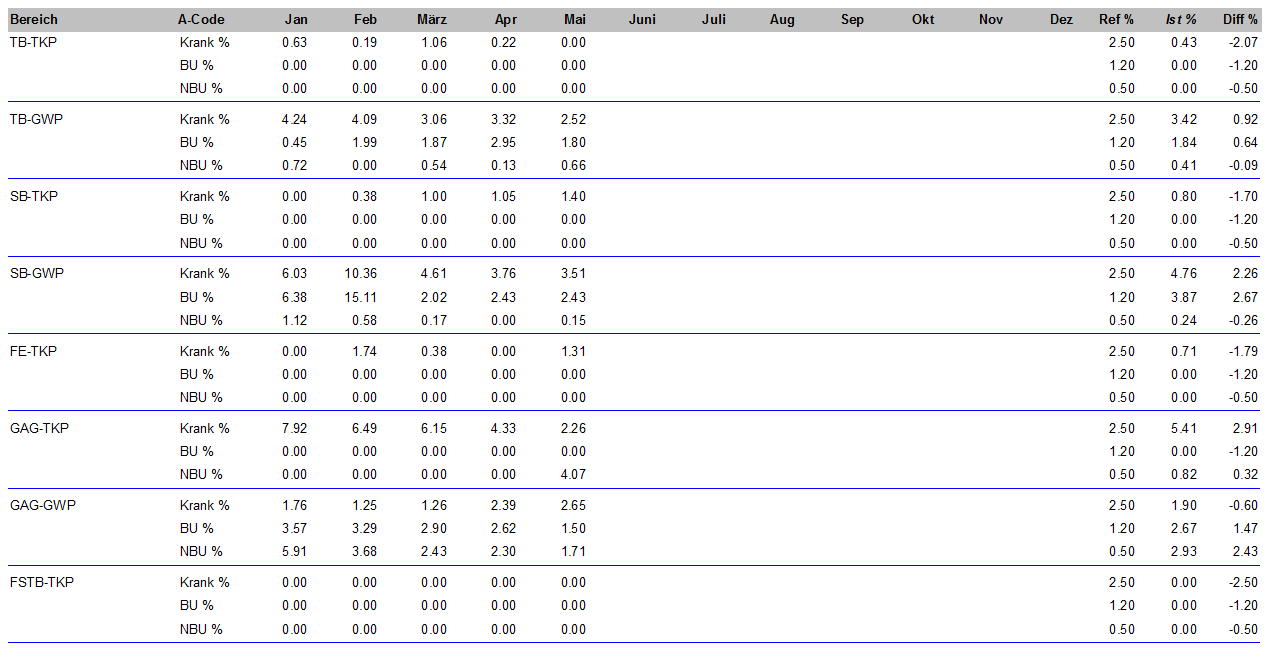 Bereich A-Code Jan Feb März Apr Mai Juni Juli Aug Sep Okt Nov Dez Ref % Ist % Diff %
TB-TKP Krank % 0.63 0.19 1.06 0.22 0.00 2.50 0.43 -2.07
BU % 0.00 0.00 0.00 0.00 0.00 1.20 0.00 -1.20
NBU % 0.00 0.00 0.00 0.00 0.00 0.50 0.00 -0.50
TB-GWP Krank % 4.24 4.09 3.06 3.32 2.52 2.50 3.42 0.92
BU % 0.45 1.99 1.87 2.95 1.80 1.20 1.84 0.64
NBU % 0.72 0.00 0.54 0.13 0.66 0.50 0.41 -0.09
SB-TKP Krank % 0.00 0.38 1.00 1.05 1.40 2.50 0.80 -1.70
BU % 0.00 0.00 0.00 0.00 0.00 1.20 0.00 -1.20
NBU % 0.00 0.00 0.00 0.00 0.00 0.50 0.00 -0.50
SB-GWP Krank % 6.03 10.36 4.61 3.76 3.51 2.50 4.76 2.26
BU % 6.38 15.11 2.02 2.43 2.43 1.20 3.87 2.67
NBU % 1.12 0.58 0.17 0.00 0.15 0.50 0.24 -0.26
FE-TKP Krank % 0.00 1.74 0.38 0.00 1.31 2.50 0.71 -1.79
BU % 0.00 0.00 0.00 0.00 0.00 1.20 0.00 -1.20
NBU % 0.00 0.00 0.00 0.00 0.00 0.50 0.00 -0.50
GAG-TKP Krank % 7.92 6.49 6.15 4.33 2.26 2.50 5.41 2.91
BU % 0.00 0.00 0.00 0.00 0.00 1.20 0.00 -1.20
NBU % 0.00 0.00 0.00 0.00 4.07 0.50 0.82 0.32
GAG-GWP Krank % 1.76 1.25 1.26 2.39 2.65 2.50 1.90 -0.60
BU % 3.57 3.29 2.90 2.62 1.50 1.20 2.67 1.47
NBU % 5.91 3.68 2.43 2.30 1.71 0.50 2.93 2.43
FSTB-TKP Krank % 0.00 0.00 0.00 0.00 0.00 2.50 0.00 -2.50
BU % 0.00 0.00 0.00 0.00 0.00 1.20 0.00 -1.20
NBU % 0.00 0.00 0.00 0.00 0.00 0.50 0.00 -0.50